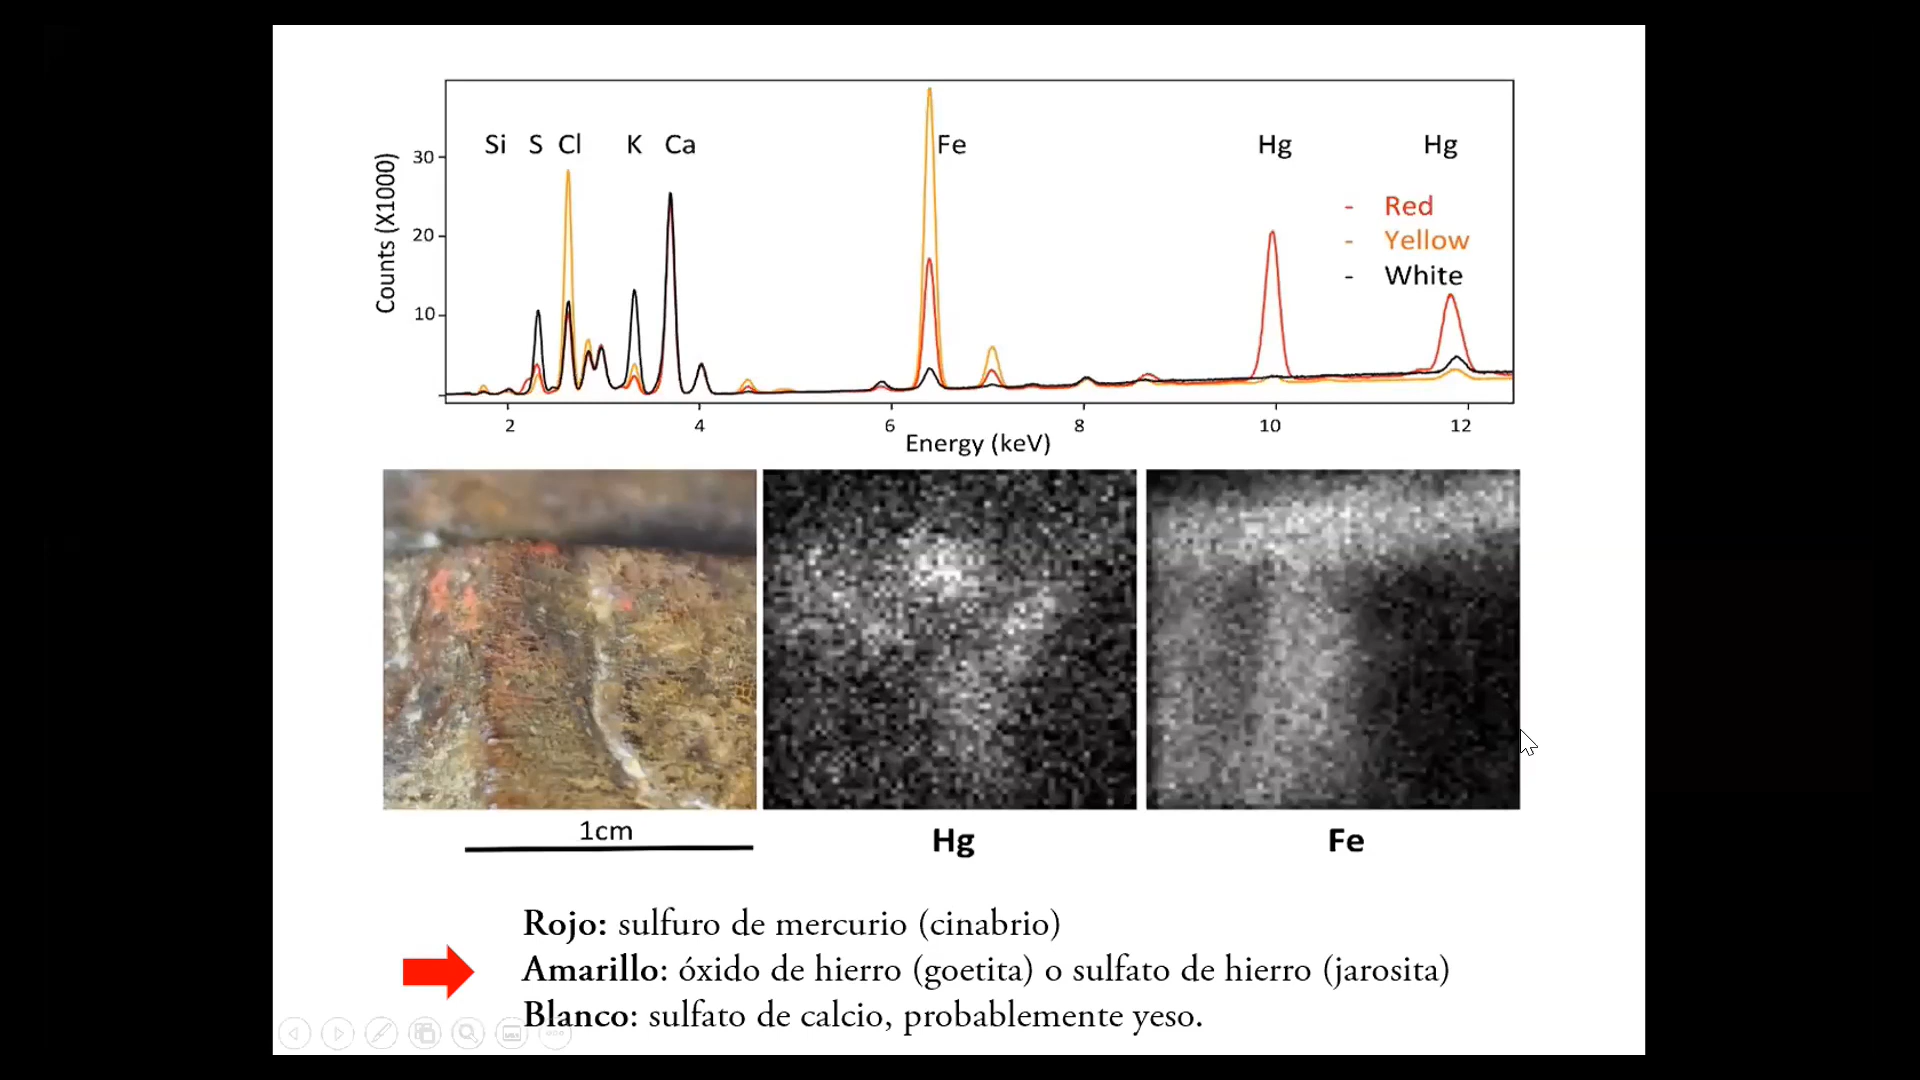 Si S Cl K Ca Fe Hg Hg
30
20
10
Counts (X1000)
- Red
- Yellow
- White
2 4 6 8 10 12
Energy (keV)
1cm
Hg
Fe
Rojo: sulfuro de mercurio (cinabrio)
Amarillo: óxido de hierro (goetita) o sulfato de hierro (jarosita)
Blanco: sulfato de calcio, probablemente yeso.